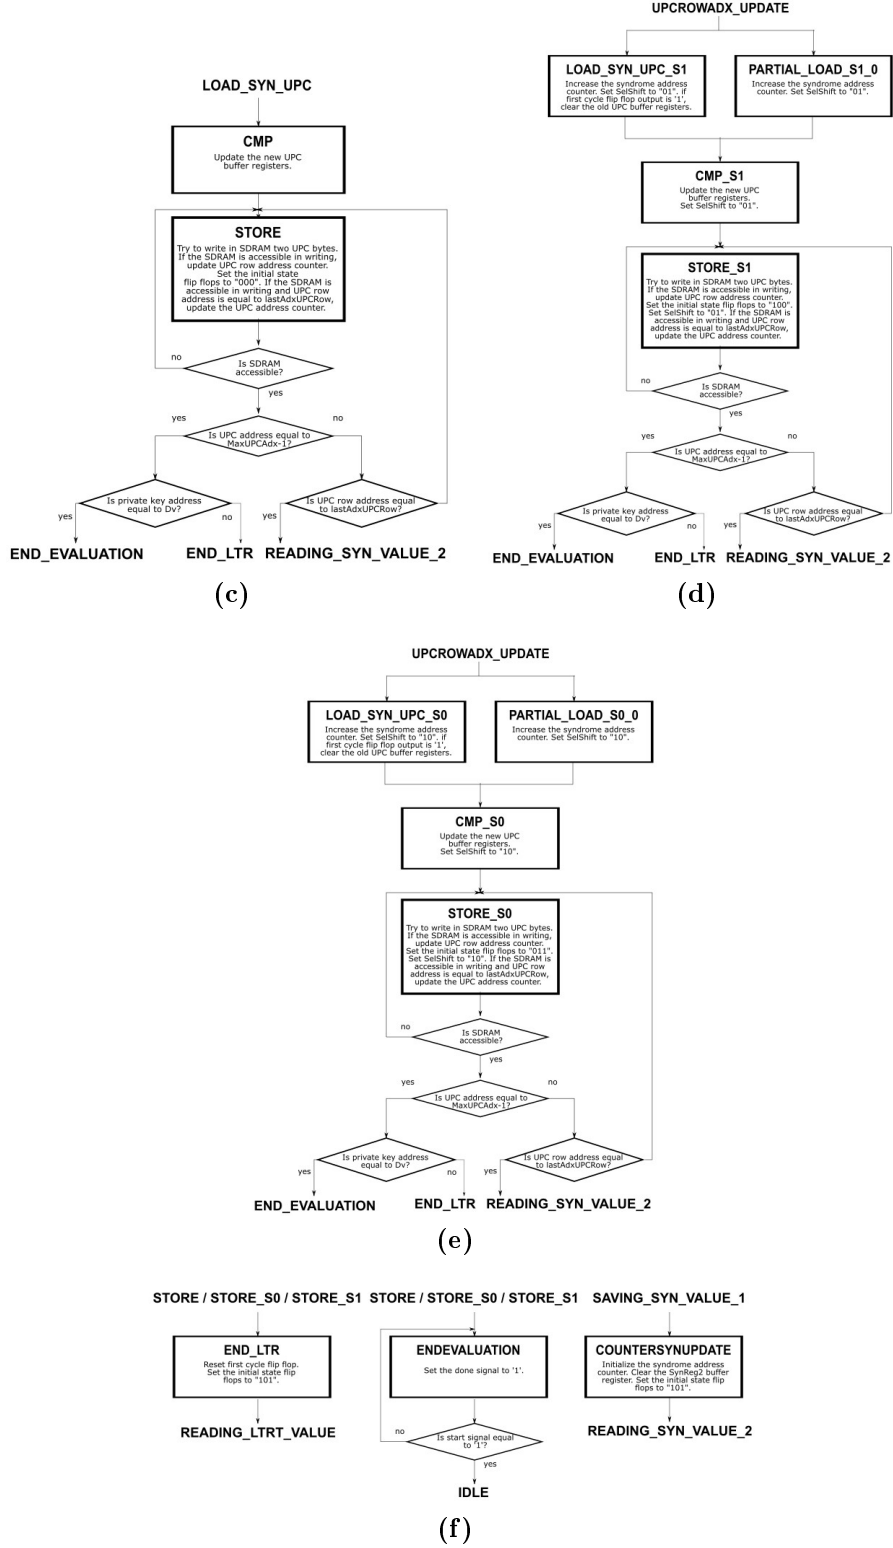 LOAD_SYN_UPC
CMP
Update the new UPC
buffer registers.
STORE
Try to write in SDRAM two UPC bytes.
If the SDRAM is accessible in writing,
update UPC row address counter.
Set the initial state
flip flops to "000". If the SDRAM is
accessible in writing and UPC row
address is equal to lastAdxUPCRow,
update the UPC address counter.
no
Is SDRAM
accessible?
yes
yes
no
Is UPC address equal to
MaxUPCAdx-1?
Is private key address
equal to Dv?
Is UPC row address equal
to lastAdxUPCRow?
yes
no
yes
END_EVALUATION
END_LTR
READING_SYN_VALUE_2
(c)
UPCROWADX_UPDATE
LOAD_SYN_UPC_S1
Increase the syndrome address
counter. Set SelShift to "01". if
first cycle flip flop output is '1',
clear the old UPC buffer registers.
PARTIAL_LOAD_S1_0
Increase the syndrome address
counter. Set SelShift to "01".
CMP_S1
Update the new UPC
buffer registers.
Set SelShift to "01".
STORE_S1
Try to write in SDRAM two UPC bytes.
If the SDRAM is accessible in writing,
update UPC row address counter.
Set the initial state flip flops to "100".
Set SelShift to "01". If the SDRAM is
accessible in writing and UPC row
address is equal to lastAdxUPCRow,
update the UPC address counter.
no
Is SDRAM
accessible?
yes
yes
no
Is UPC address equal to
MaxUPCAdx-1?
Is private key address
equal to Dv?
Is UPC row address equal
to lastAdxUPCRow?
yes
no
yes
END_EVALUATION
END_LTR
READING_SYN_VALUE_2
(d)
UPCROWADX_UPDATE
LOAD_SYN_UPC_S0
Increase the syndrome address
counter. Set SelShift to "10". if
first cycle flip flop output is '1',
clear the old UPC buffer registers.
PARTIAL_LOAD_S0_0
Increase the syndrome address
counter. Set SelShift to "10".
CMP_S0
Update the new UPC
buffer registers.
Set SelShift to "10".
STORE_S0
Try to write in SDRAM two UPC bytes.
If the SDRAM is accessible in writing,
update UPC row address counter.
Set the initial state flip flops to "011".
Set SelShift to "10". If the SDRAM is
accessible in writing and UPC row
address is equal to lastAdxUPCRow,
update the UPC address counter.
no
Is SDRAM
accessible?
yes
yes
no
Is UPC address equal to
MaxUPCAdx-1?
Is private key address
equal to Dv?
Is UPC row address equal
to lastAdxUPCRow?
yes
no
yes
END_EVALUATION
END_LTR
READING_SYN_VALUE_2
(e)
STORE / STORE_S0 / STORE_S1
END_LTR
Reset first cycle flip flop.
Set the initial state flip
flops to "101".
READING_LTRT_VALUE
STORE / STORE_S0 / STORE_S1
ENDEVALUATION
Set the done signal to '1'.
no
Is start signal equal
to '1'?
yes
IDLE
SAVING_SYN_VALUE_1
COUNTERSYNUPDATE
Initialize the syndrome address
counter. Clear the SynReg2 buffer
register. Set the initial state flip
flops to "101".
READING_SYN_VALUE_2
(f)